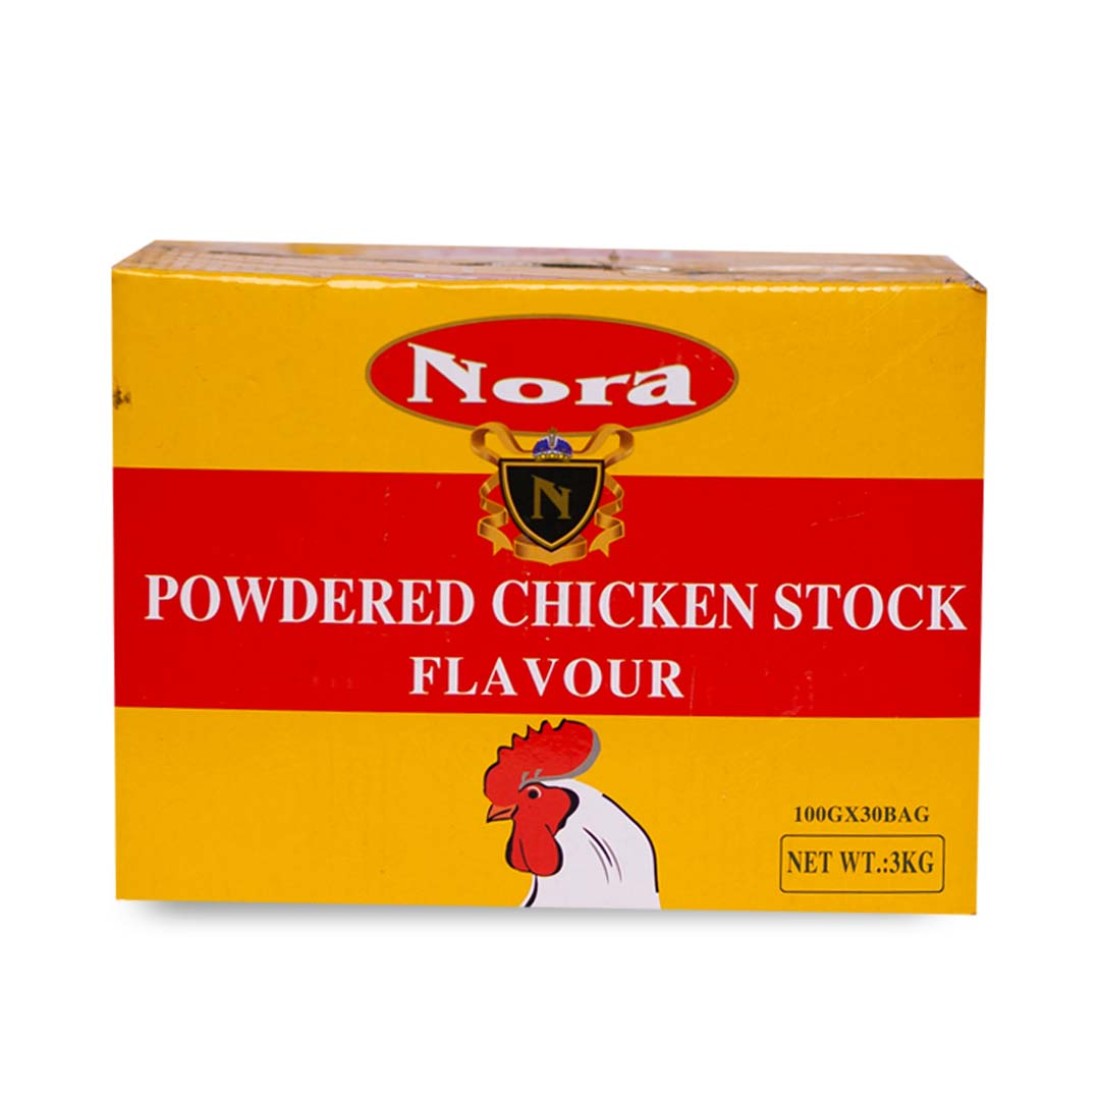 Nora
N
POWDERED CHICKEN STOCK
FLAVOUR
100GX30BAG
NET WT.:3KG